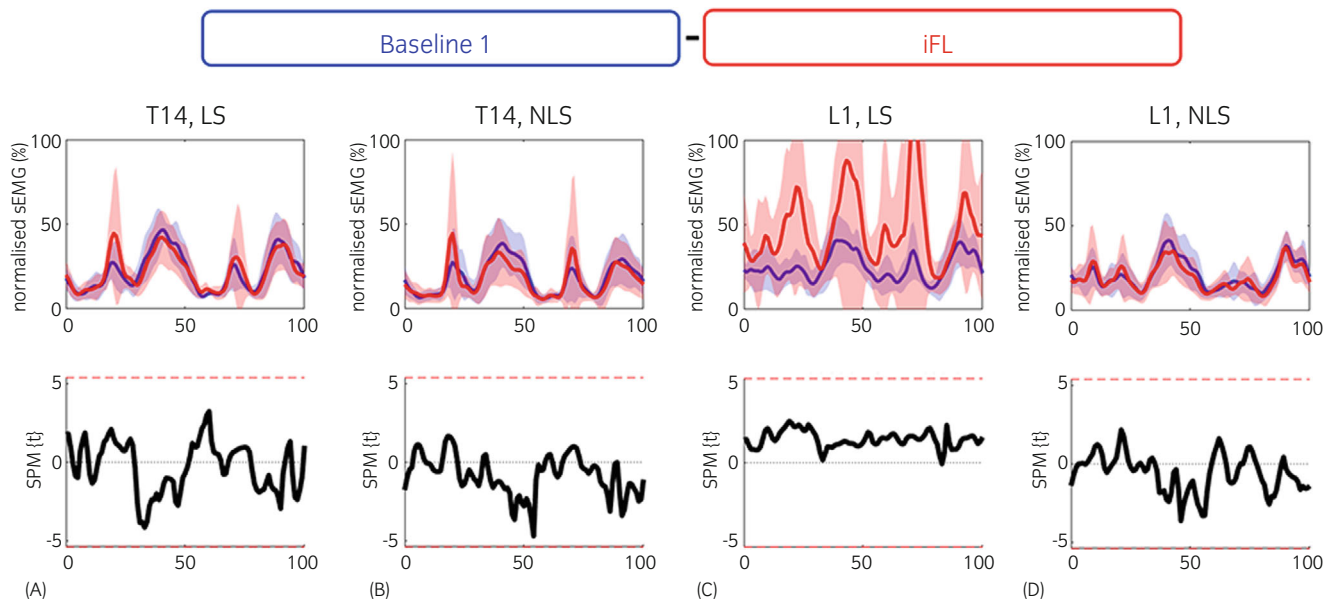 Baseline 1 - iFL
T14, LS
T14, NLS
L1, LS
L1, NLS
normalised sEMG (%)
100
50
0
0 50 100
normalised sEMG (%)
100
50
0
0 50 100
normalised sEMG (%)
100
50
0
0 50 100
normalised sEMG (%)
100
50
0
0 50 100
SPM {t}
5
0
-5
0 50 100
SPM {t}
5
0
-5
0 50 100
SPM {t}
5
0
-5
0 50 100
SPM {t}
5
0
-5
0 50 100
(A)
(B)
(C)
(D)